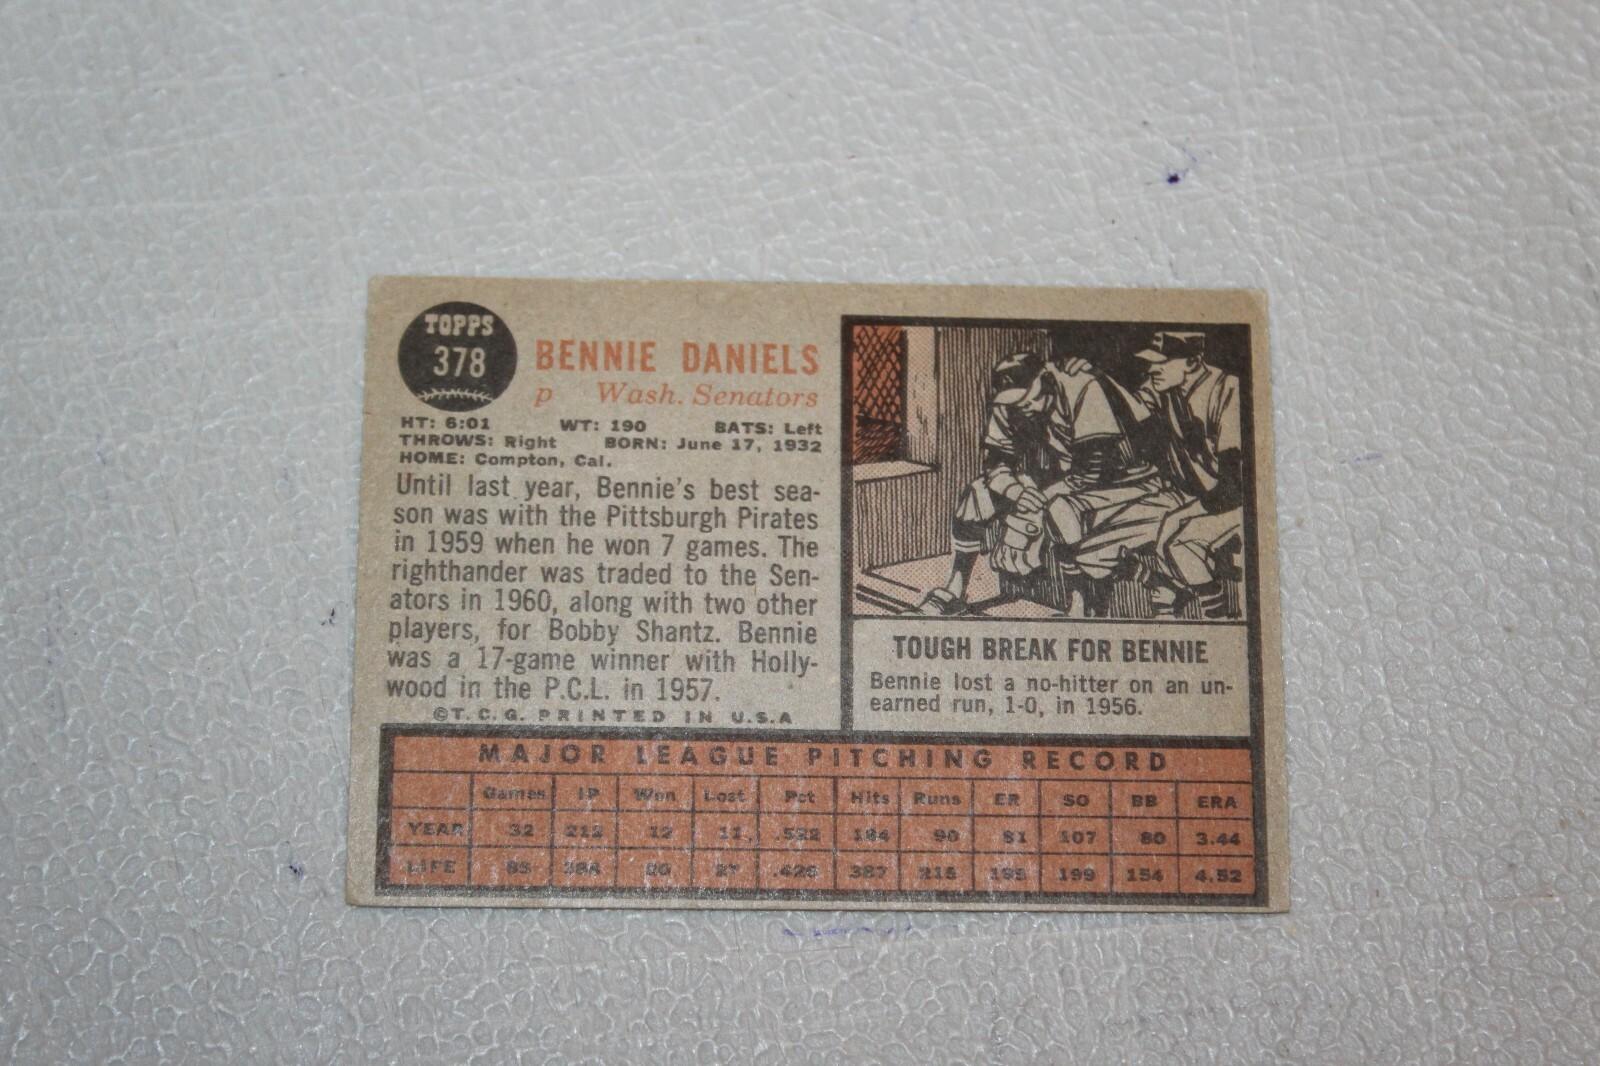 TOPPS
378
BENNIE DANIELS
p Wash. Senators
HT: 6:01 WT: 190 BATS: Left
THROWS: Right BORN: June 17, 1932
HOME: Compton, Cal.
Until last year, Bennie's best sea-
son was with the Pittsburgh Pirates
in 1959 when he won 7 games. The
righthander was traded to the Sen-
ators in 1960, along with two other
players, for Bobby Shantz. Bennie
was a 17-game winner with Holly-
wood in the P.C.L. in 1957.
©T.C.G. PRINTED IN U.S.A
TOUGH BREAK FOR BENNIE
Bennie lost a no-hitter on an un-
earned run, 1-0, in 1956.
MAJOR LEAGUE PITCHING RECORD
Games IP Won Lost Pct Hits Runs ER SO BB ERA
YEAR 32 212 12 11 .522 184 90 81 107 80 3.44
LIFE 85 20 27 387 199 154 4.52